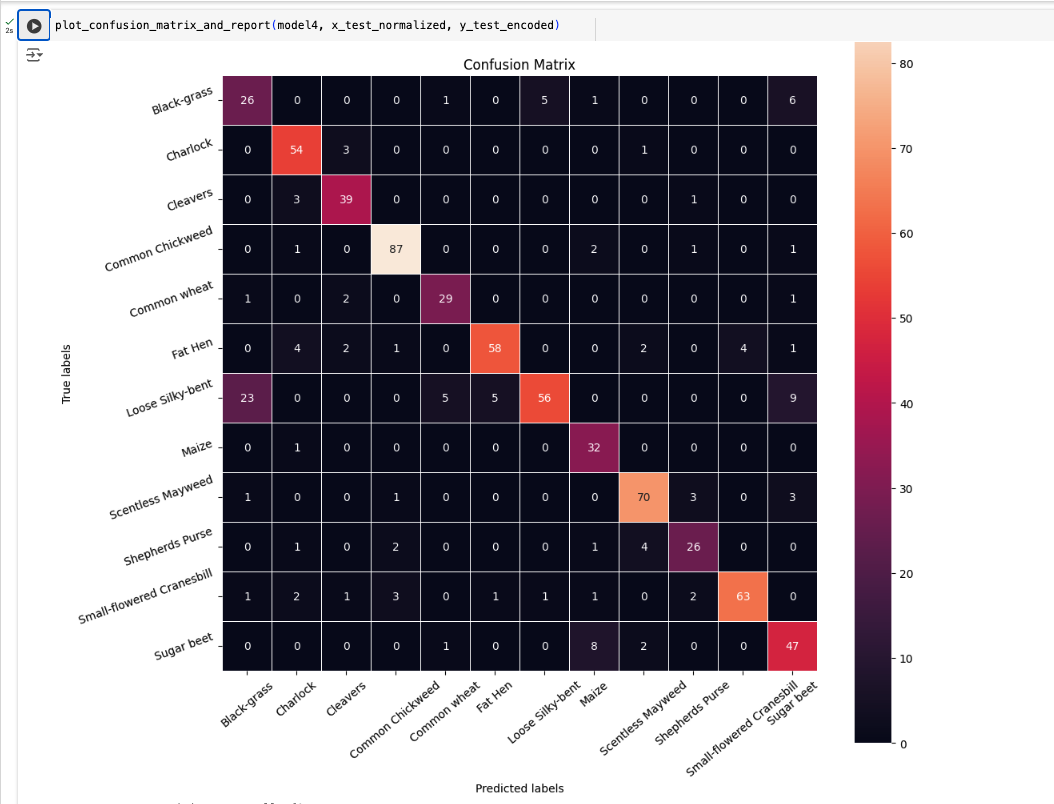 plot_confusion_matrix_and_report(model4, x_test_normalized, y_test_encoded)
2s
Confusion Matrix
Black-grass 26 0 0 0 1 0 5 1 0 0 0 6
Charlock 0 54 3 0 0 0 0 0 1 0 0 0
Cleavers 0 3 39 0 0 0 0 0 0 1 0 0
Common Chickweed 0 1 0 87 0 0 0 2 0 1 0 1
Common wheat 1 0 2 0 29 0 0 0 0 0 0 1
Fat Hen 0 4 2 1 0 58 0 0 2 0 4 1
Loose Silky-bent 23 0 0 0 5 5 56 0 0 0 0 9
Maize 0 1 0 0 0 0 0 32 0 0 0 0
Scentless Mayweed 1 0 0 1 0 0 0 0 70 3 0 3
Shepherds Purse 0 1 0 2 0 0 0 1 4 26 0 0
Small-flowered Cranesbill 1 2 1 3 0 1 1 1 0 2 63 0
Sugar beet 0 0 0 0 1 0 0 8 2 0 0 47
True labels
Black-grass
Charlock
Cleavers
Common Chickweed
Common wheat
Fat Hen
Loose Silky-bent
Maize
Scentless Mayweed
Shepherds Purse
Small-flowered Cranesbill
Sugar beet
Predicted labels
80
70
60
50
40
30
20
10
0